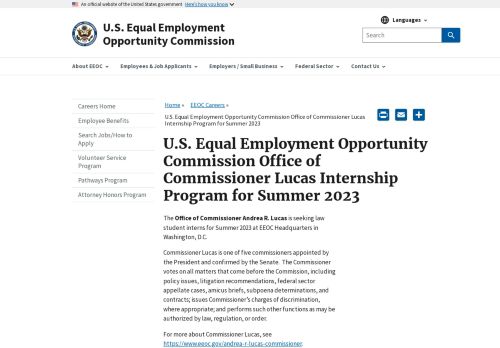 An official website of the United States government Here's how you know
U.S. Equal Employment
Opportunity Commission
Languages
Search
About EEOC
Employees & Job Applicants
Employers / Small Business
Federal Sector
Contact Us
Careers Home
Employee Benefits
Search Jobs/How to
Apply
Volunteer Service
Program
Pathways Program
Attorney Honors Program
Home » EEOC Careers »
U.S. Equal Employment Opportunity Commission Office of Commissioner Lucas
Internship Program for Summer 2023
U.S. Equal Employment Opportunity
Commission Office of
Commissioner Lucas Internship
Program for Summer 2023
The Office of Commissioner Andrea R. Lucas is seeking law
student interns for Summer 2023 at EEOC Headquarters in
Washington, D.C.
Commissioner Lucas is one of five commissioners appointed by
the President and confirmed by the Senate. The Commissioner
votes on all matters that come before the Commission, including
policy issues, litigation recommendations, federal sector
appellate cases, amicus briefs, subpoena determinations, and
contracts; issues Commissioner's charges of discrimination,
where appropriate; and performs such other functions as may be
authorized by law, regulation, or order.
For more about Commissioner Lucas, see
https://www.eeoc.gov/andrea-r-lucas-commissioner.